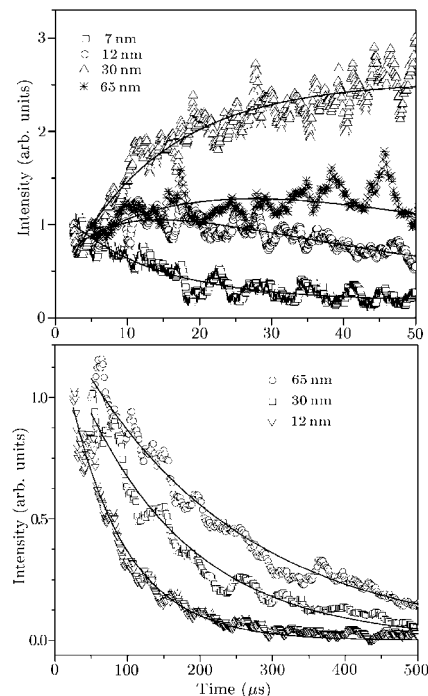 3
2
1
0
Intensity (arb. units)
□ 7 nm
○ 12 nm
△ 30 nm
✳ 65 nm
0 10 20 30 40 50
1.0
0.5
0.0
Intensity (arb. units)
○ 65 nm
□ 30 nm
▽ 12 nm
0 100 200 300 400 500
Time (μs)